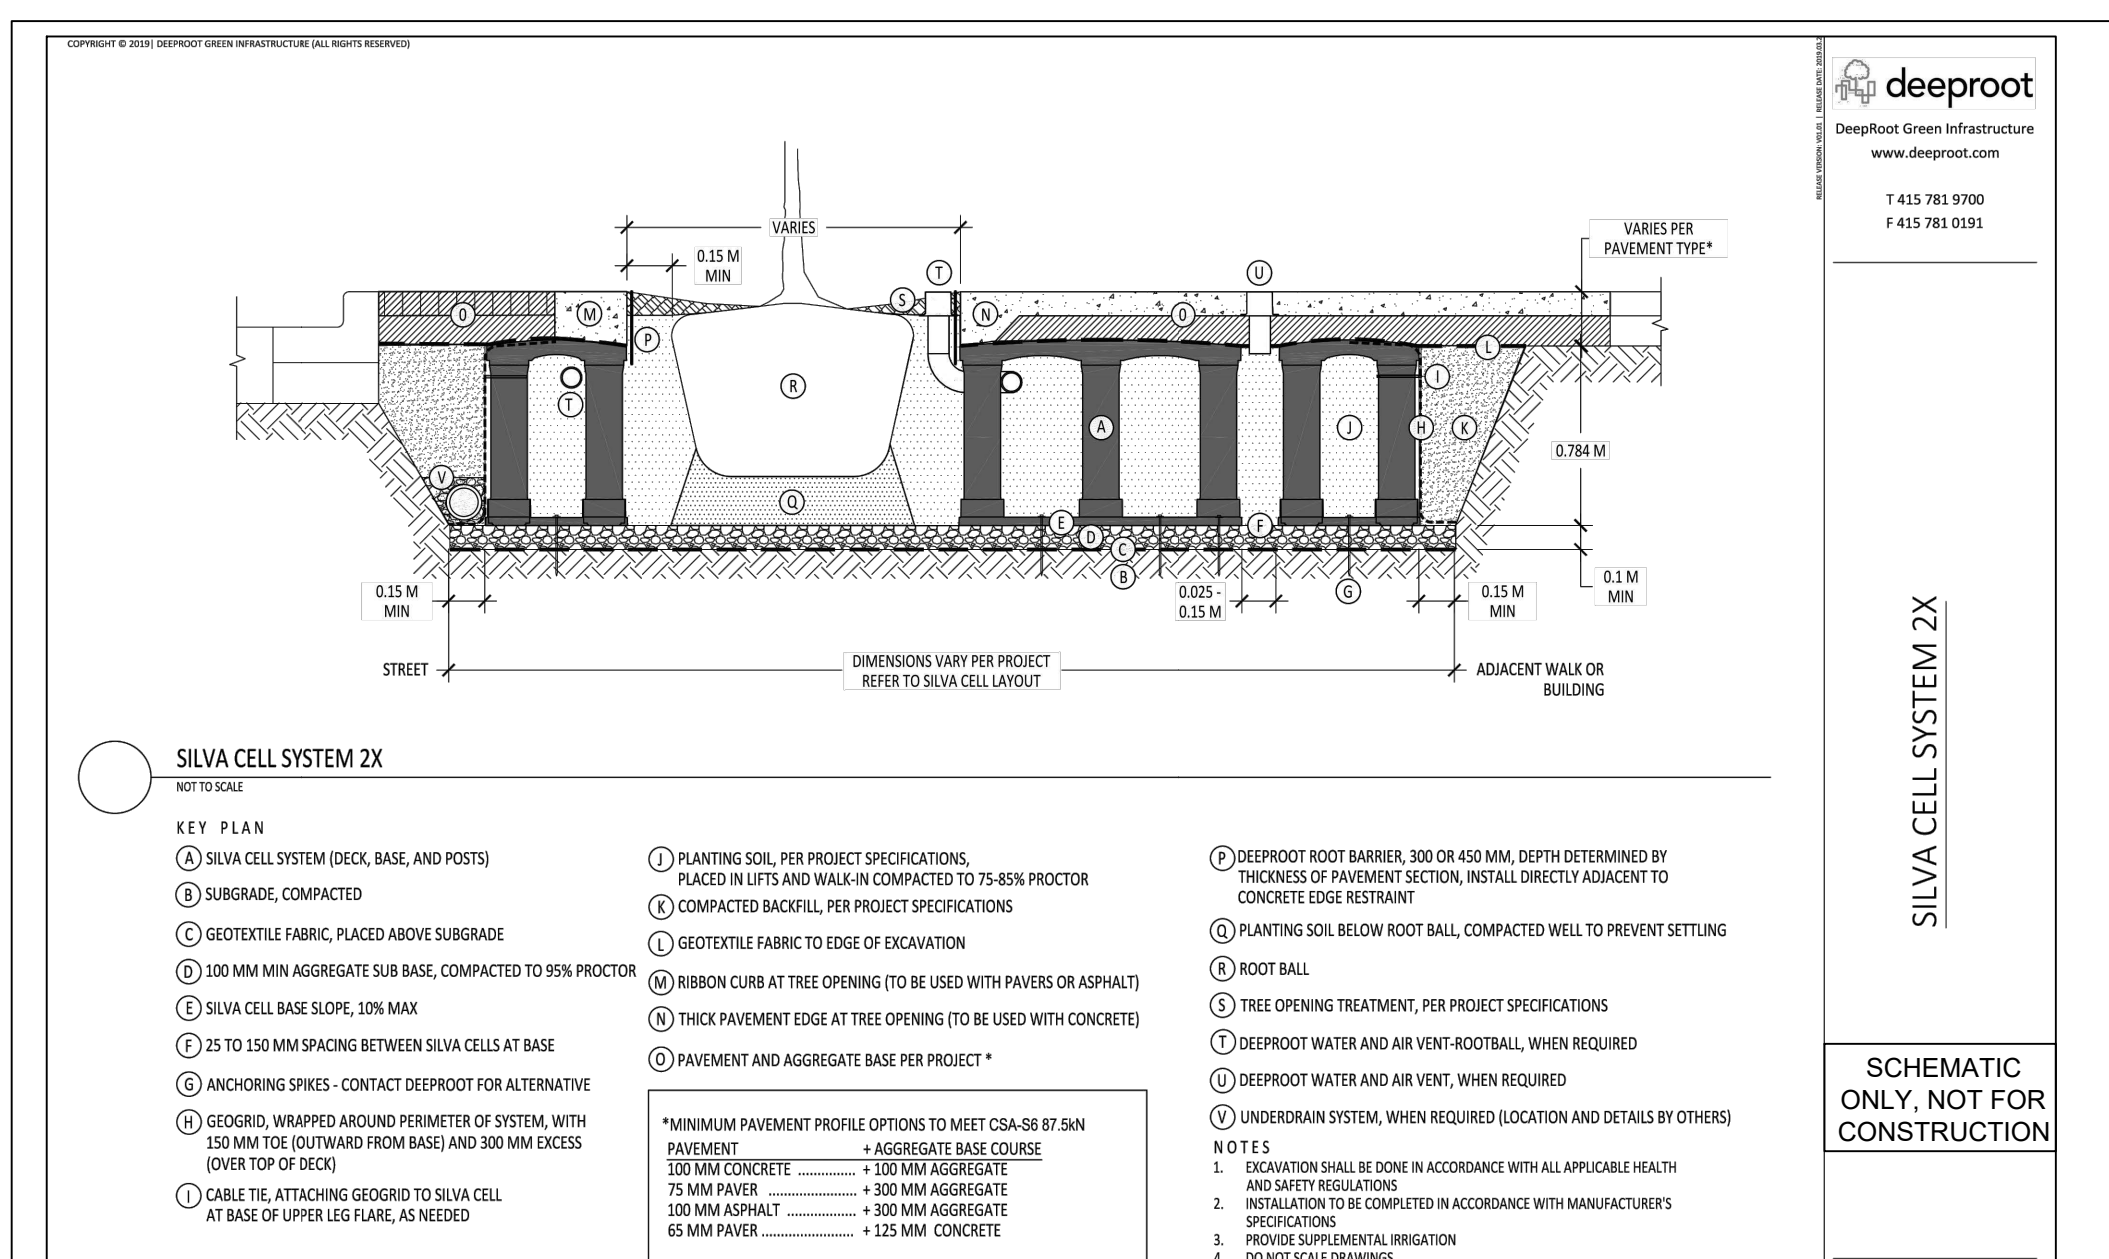 COPYRIGHT © 2019| DEEPROOT GREEN INFRASTRUCTURE (ALL RIGHTS RESERVED)
RELEASE VERSION: V01.01 | RELEASE DATE: 2019.03.2
deeproot
DeepRoot Green Infrastructure
www.deeproot.com
T 415 781 9700
F 415 781 0191
VARIES
0.15 M
MIN
VARIES PER
PAVEMENT TYPE*
T
U
S
O
M
N
O
P
L
R
I
T
A
J
H
K
0.784 M
V
Q
E
F
D
C
B
G
0.15 M
MIN
0.025 -
0.15 M
0.15 M
MIN
0.1 M
MIN
STREET
DIMENSIONS VARY PER PROJECT
REFER TO SILVA CELL LAYOUT
ADJACENT WALK OR
BUILDING
SILVA CELL SYSTEM 2X
NOT TO SCALE
KEY PLAN
A SILVA CELL SYSTEM (DECK, BASE, AND POSTS)
B SUBGRADE, COMPACTED
C GEOTEXTILE FABRIC, PLACED ABOVE SUBGRADE
D 100 MM MIN AGGREGATE SUB BASE, COMPACTED TO 95% PROCTOR
E SILVA CELL BASE SLOPE, 10% MAX
F 25 TO 150 MM SPACING BETWEEN SILVA CELLS AT BASE
G ANCHORING SPIKES - CONTACT DEEPROOT FOR ALTERNATIVE
H GEOGRID, WRAPPED AROUND PERIMETER OF SYSTEM, WITH
150 MM TOE (OUTWARD FROM BASE) AND 300 MM EXCESS
(OVER TOP OF DECK)
I CABLE TIE, ATTACHING GEOGRID TO SILVA CELL
AT BASE OF UPPER LEG FLARE, AS NEEDED
J PLANTING SOIL, PER PROJECT SPECIFICATIONS,
PLACED IN LIFTS AND WALK-IN COMPACTED TO 75-85% PROCTOR
K COMPACTED BACKFILL, PER PROJECT SPECIFICATIONS
L GEOTEXTILE FABRIC TO EDGE OF EXCAVATION
M RIBBON CURB AT TREE OPENING (TO BE USED WITH PAVERS OR ASPHALT)
N THICK PAVEMENT EDGE AT TREE OPENING (TO BE USED WITH CONCRETE)
O PAVEMENT AND AGGREGATE BASE PER PROJECT *
*MINIMUM PAVEMENT PROFILE OPTIONS TO MEET CSA-S6 87.5kN
PAVEMENT + AGGREGATE BASE COURSE
100 MM CONCRETE ............... + 100 MM AGGREGATE
75 MM PAVER ....................... + 300 MM AGGREGATE
100 MM ASPHALT .................. + 300 MM AGGREGATE
65 MM PAVER ........................ + 125 MM CONCRETE
P DEEPROOT ROOT BARRIER, 300 OR 450 MM, DEPTH DETERMINED BY
THICKNESS OF PAVEMENT SECTION, INSTALL DIRECTLY ADJACENT TO
CONCRETE EDGE RESTRAINT
Q PLANTING SOIL BELOW ROOT BALL, COMPACTED WELL TO PREVENT SETTLING
R ROOT BALL
S TREE OPENING TREATMENT, PER PROJECT SPECIFICATIONS
T DEEPROOT WATER AND AIR VENT-ROOTBALL, WHEN REQUIRED
U DEEPROOT WATER AND AIR VENT, WHEN REQUIRED
V UNDERDRAIN SYSTEM, WHEN REQUIRED (LOCATION AND DETAILS BY OTHERS)
NOTES
1. EXCAVATION SHALL BE DONE IN ACCORDANCE WITH ALL APPLICABLE HEALTH
AND SAFETY REGULATIONS
2. INSTALLATION TO BE COMPLETED IN ACCORDANCE WITH MANUFACTURER'S
SPECIFICATIONS
3. PROVIDE SUPPLEMENTAL IRRIGATION
4. DO NOT SCALE DRAWINGS
SILVA CELL SYSTEM 2X
SCHEMATIC
ONLY, NOT FOR
CONSTRUCTION